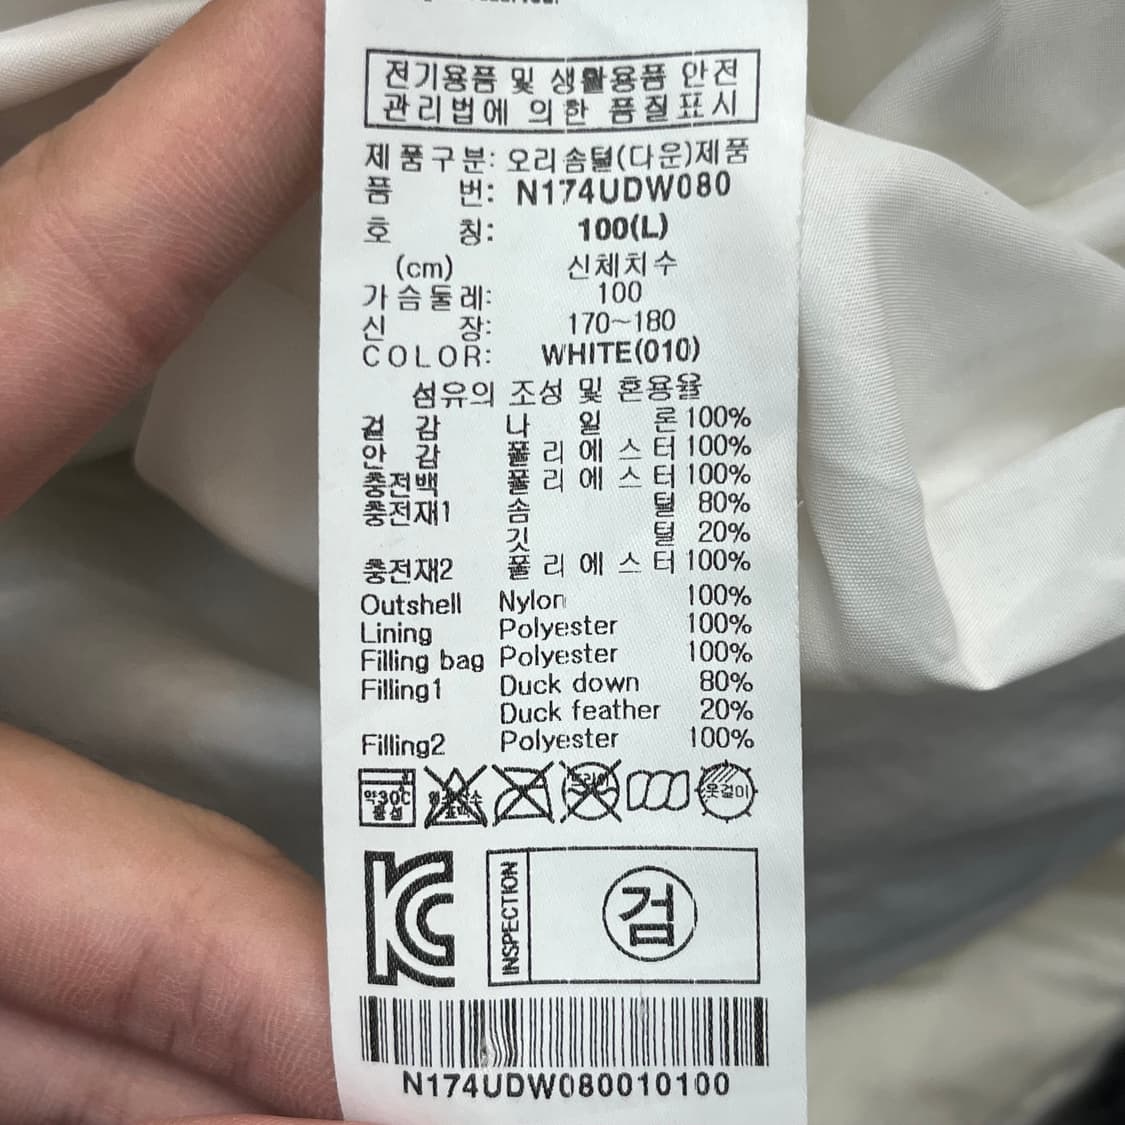 전기용품 및 생활용품 안전
관리법에 의한 품질표시
제품구분: 오리솜털(다운)제품
품 번: N174UDW080
호 칭: 100(L)
(cm) 신체치수
가슴둘레: 100
신 장: 170~180
COLOR: WHITE(010)
섬유의 조성 및 혼용율
겉 감 나 일 론 100%
안 감 폴 리 에 스 터 100%
충전백 폴 리 에 스 터 100%
충전재1 솜 털 80%
깃 털 20%
충전재2 폴 리 에 스 터 100%
Outshell Nylon 100%
Lining Polyester 100%
Filling bag Polyester 100%
Filling1 Duck down 80%
Duck feather 20%
Filling2 Polyester 100%
약30℃ 드라이 옷걸이
중성
KC INSPECTION 검
N174UDW080010100